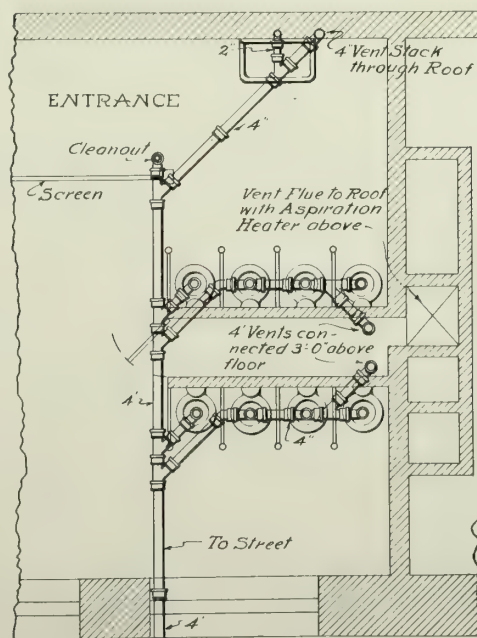 2"
4" Vent Stack
through Roof
ENTRANCE
4"
Cleanout
Screen
Vent Flue to Roof
with Aspiration
Heater above-
4' Vents con-
nected 3'-0" above
floor
4'
4"
To Street
4'